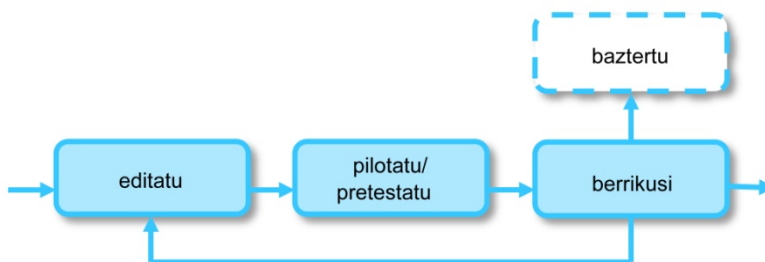 baztertu
editatu
pilotatu/
pretestatu
berrikusi